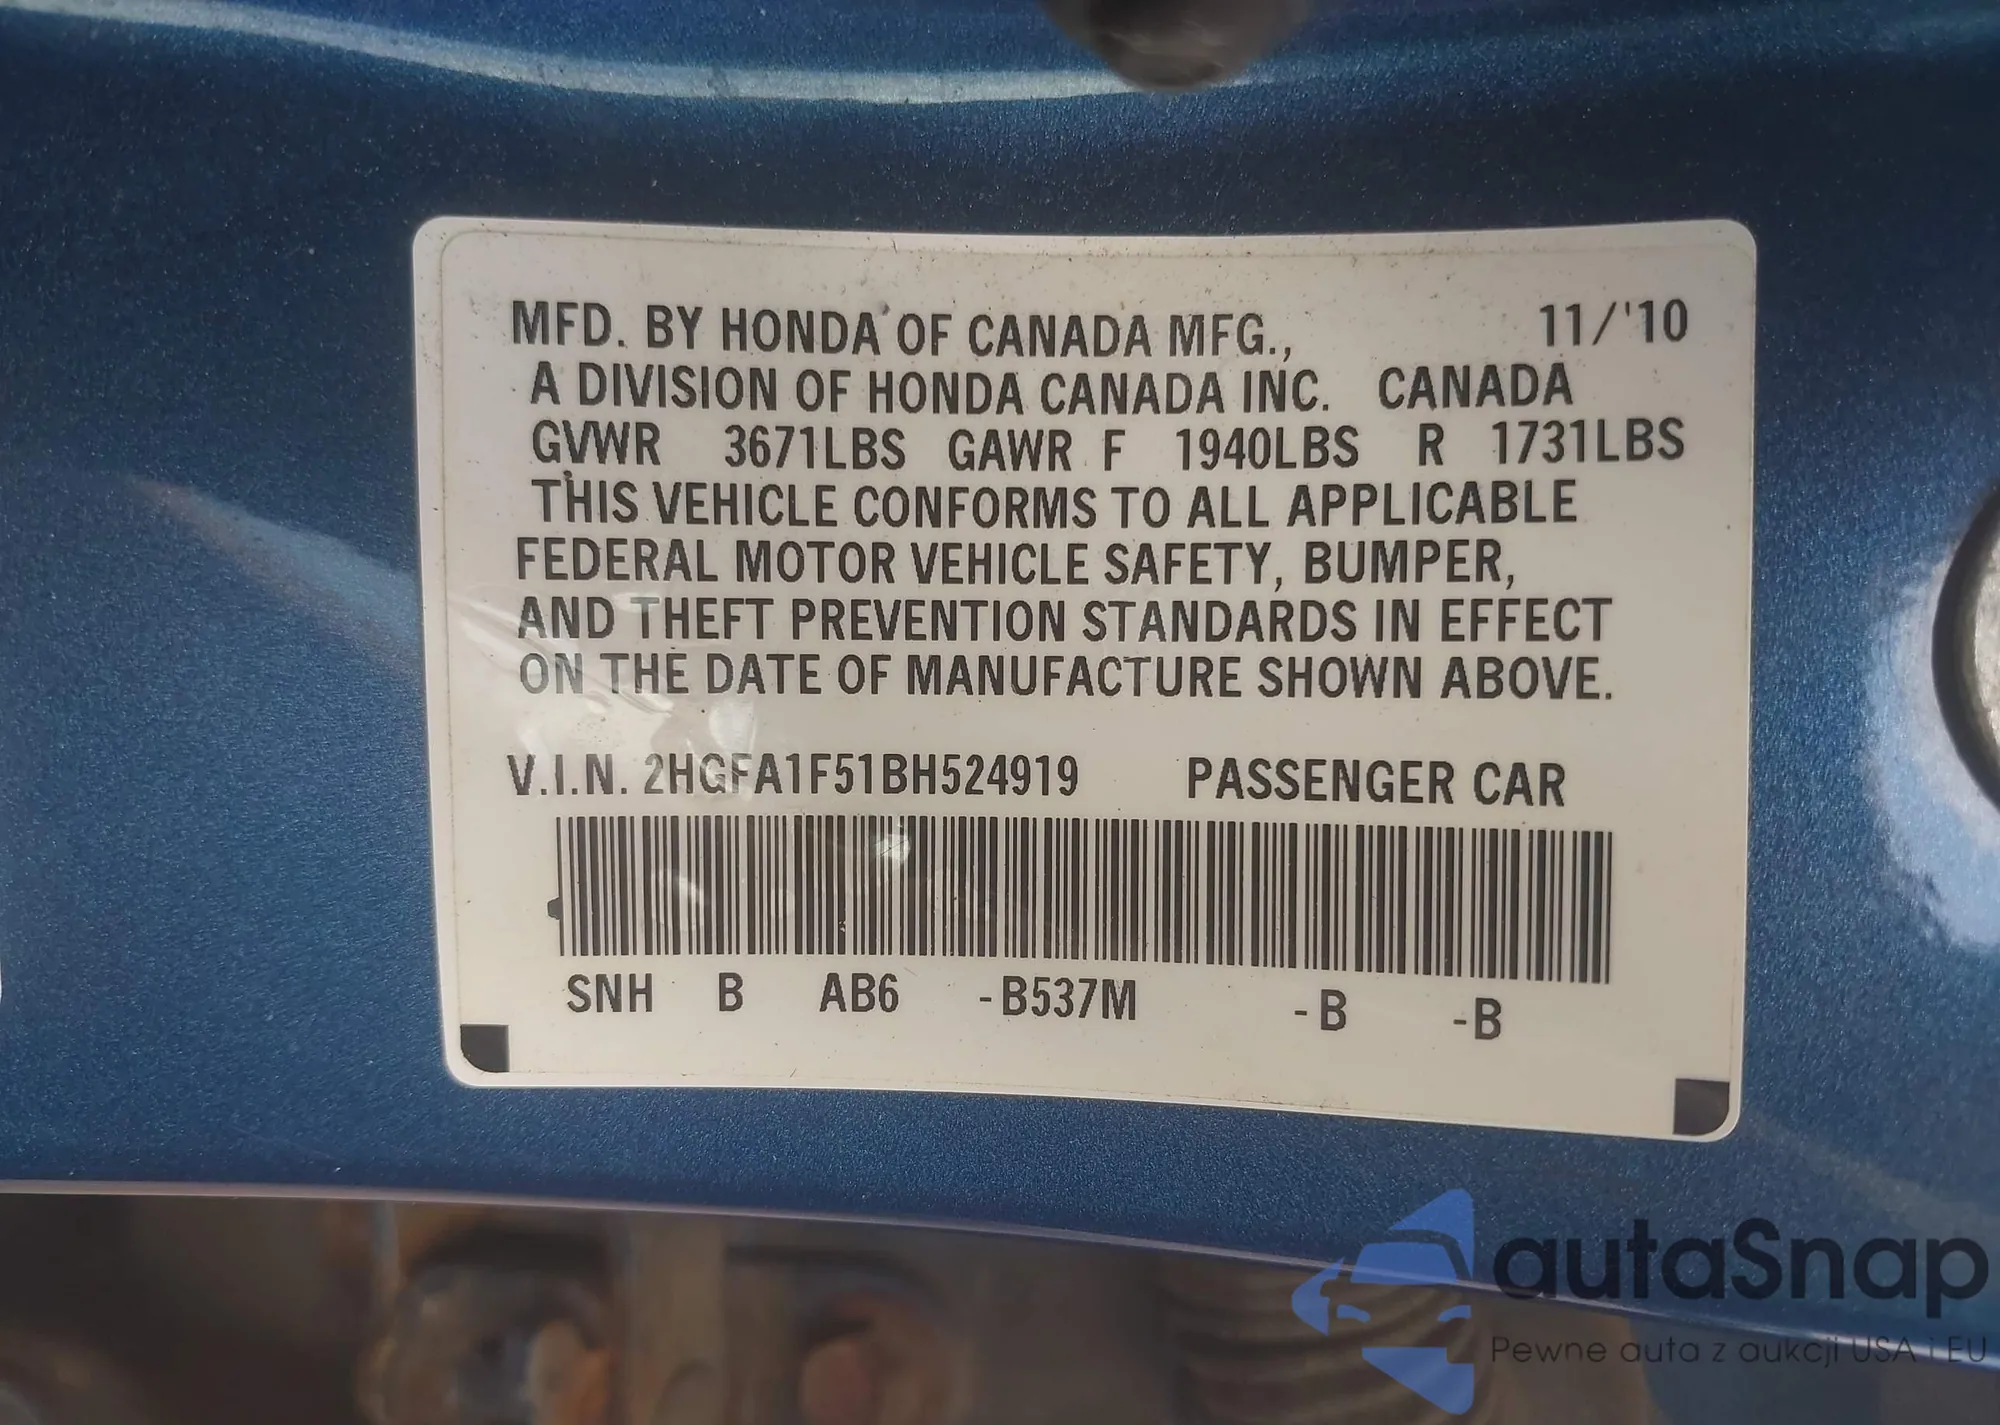 MFD. BY HONDA OF CANADA MFG., 11/'10
A DIVISION OF HONDA CANADA INC. CANADA
GVWR 3671LBS GAWR F 1940LBS R 1731LBS
THIS VEHICLE CONFORMS TO ALL APPLICABLE
FEDERAL MOTOR VEHICLE SAFETY, BUMPER,
AND THEFT PREVENTION STANDARDS IN EFFECT
ON THE DATE OF MANUFACTURE SHOWN ABOVE.
V.I.N. 2HGFA1F51BH524919 PASSENGER CAR
SNH B AB6 -B537M -B -B
autaSnap
Pewne auta z aukcji USA i EU